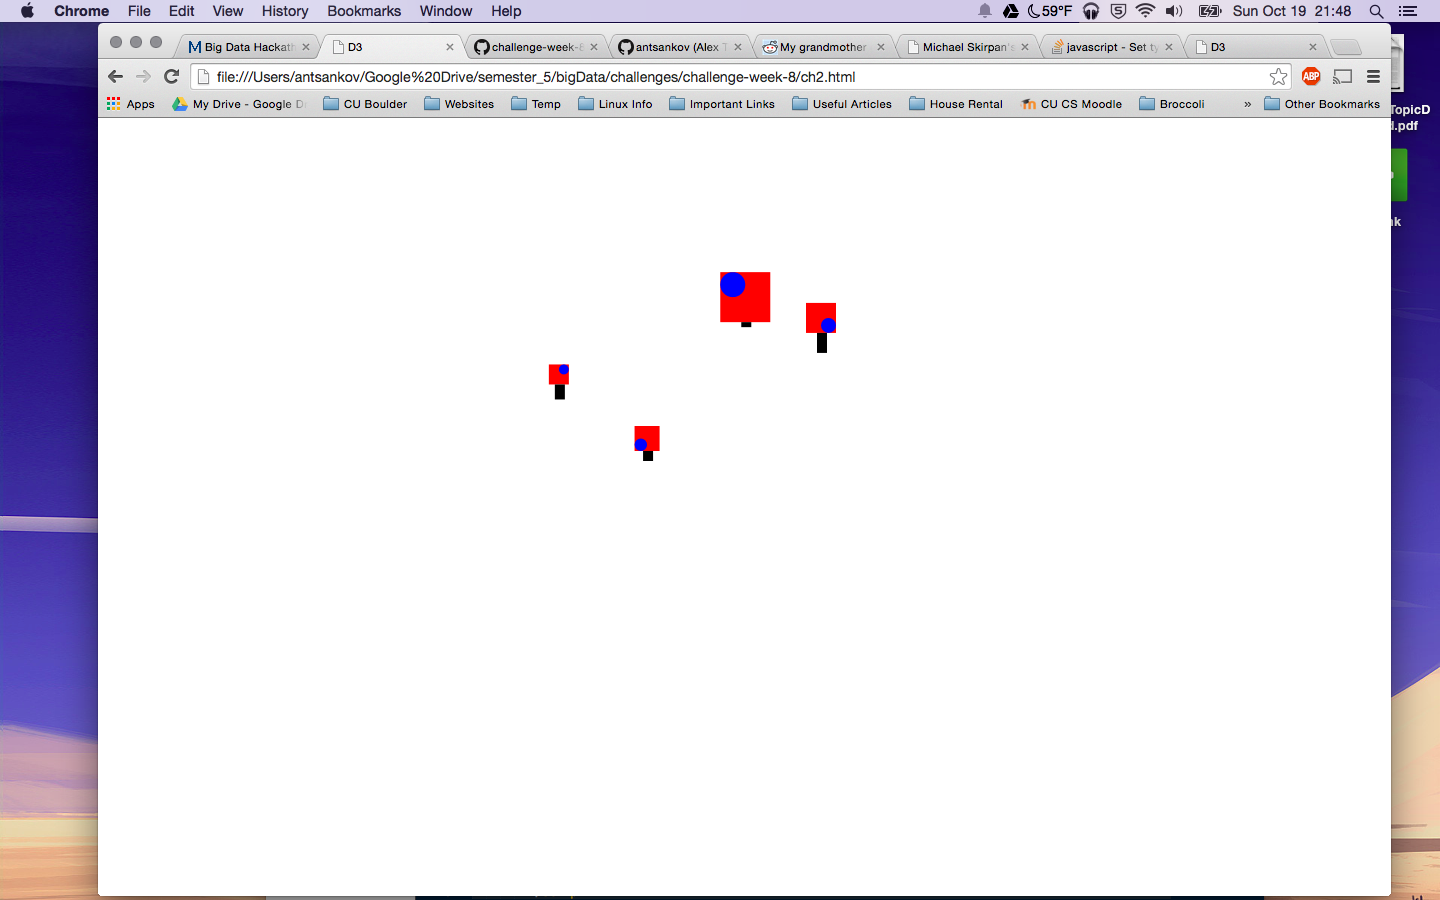 Chrome File Edit View History Bookmarks Window Help 59°F 5 Sun Oct 19 21:48
Big Data Hackath D3 challenge-week-8 antsankov (Alex T My grandmother Michael Skirpan's javascript - Set ty D3
file:///Users/antsankov/Google%20Drive/semester_5/bigData/challenges/challenge-week-8/ch2.html ABP
Apps My Drive - Google D CU Boulder Websites Temp Linux Info Important Links Useful Articles House Rental CU CS Moodle Broccoli » Other Bookmarks
TopicD
d.pdf
nk